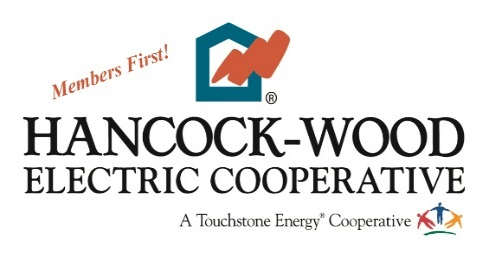 Members First!
®
HANCOCK-WOOD
ELECTRIC COOPERATIVE
A Touchstone Energy® Cooperative